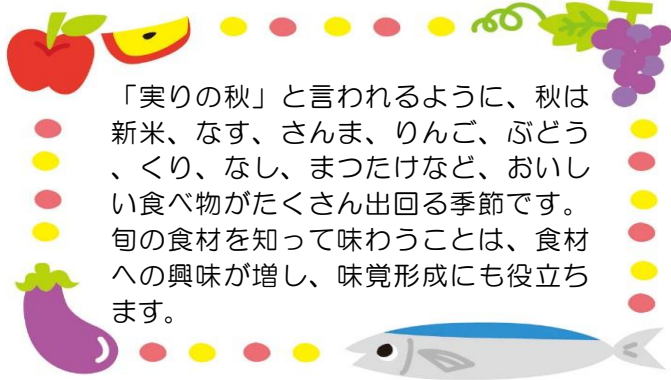 「実りの秋」と言われるように、秋は
新米、なす、さんま、りんご、ぶどう
、くり、なし、まつたけなど、おいし
い食べ物がたくさん出回る季節です。
旬の食材を知って味わうことは、食材
への興味が増し、味覚形成にも役立ち
ます。